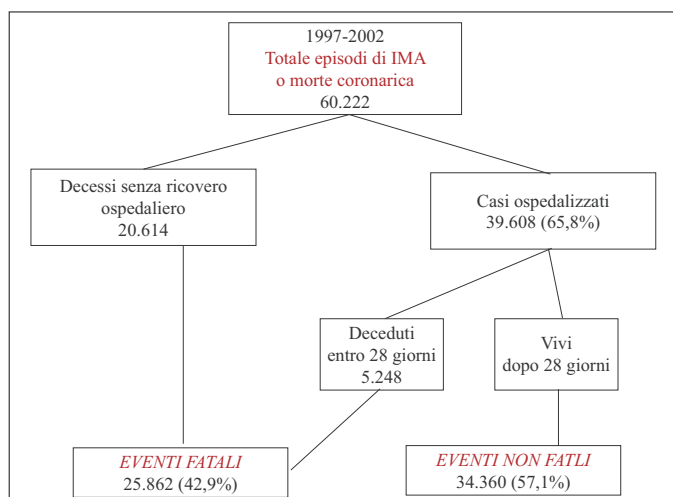 1997-2002
Totale episodi di IMA
o morte coronarica
60.222
Decessi senza ricovero
ospedaliero
20.614
Casi ospedalizzati
39.608 (65,8%)
Deceduti
entro 28 giorni
5.248
Vivi
dopo 28 giorni
EVENTI FATALI
25.862 (42,9%)
EVENTI NON FATLI
34.360 (57,1%)